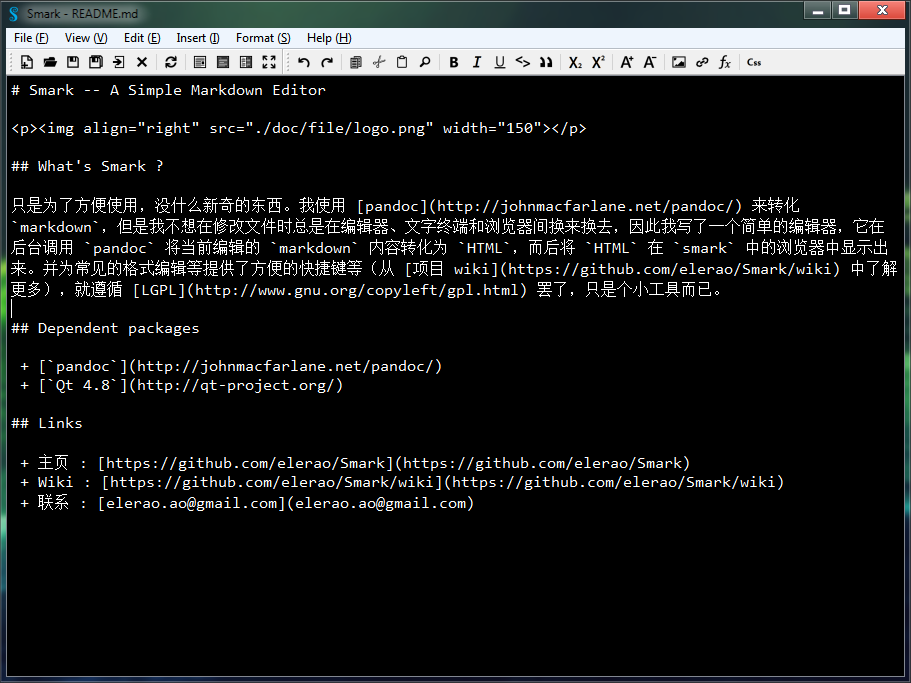 Smark - README.md
File (F) View (V) Edit (E) Insert (I) Format (S) Help (H)
B I U <> X₂ X² A⁺ A⁻ fx Css
# Smark -- A Simple Markdown Editor
<p><img align="right" src="./doc/file/logo.png" width="150"></p>
## What's Smark ?
只是为了方便使用，没什么新奇的东西。我使用 [pandoc](http://johnmacfarlane.net/pandoc/) 来转化
`markdown`，但是我不想在修改文件时总是在编辑器、文字终端和浏览器间换来换去，因此我写了一个简单的编辑器，它在
后台调用 `pandoc` 将当前编辑的 `markdown` 内容转化为 `HTML`，而后将 `HTML` 在 `smark` 中的浏览器中显示出
来。并为常见的格式编辑等提供了方便的快捷键等（从 [项目 wiki](https://github.com/elerao/Smark/wiki) 中了解
更多），就遵循 [LGPL](http://www.gnu.org/copyleft/gpl.html) 罢了，只是个小工具而已。
## Dependent packages
+ [`pandoc`](http://johnmacfarlane.net/pandoc/)
+ [`Qt 4.8`](http://qt-project.org/)
## Links
+ 主页 : [https://github.com/elerao/Smark](https://github.com/elerao/Smark)
+ Wiki : [https://github.com/elerao/Smark/wiki](https://github.com/elerao/Smark/wiki)
+ 联系 : [elerao.ao@gmail.com](elerao.ao@gmail.com)